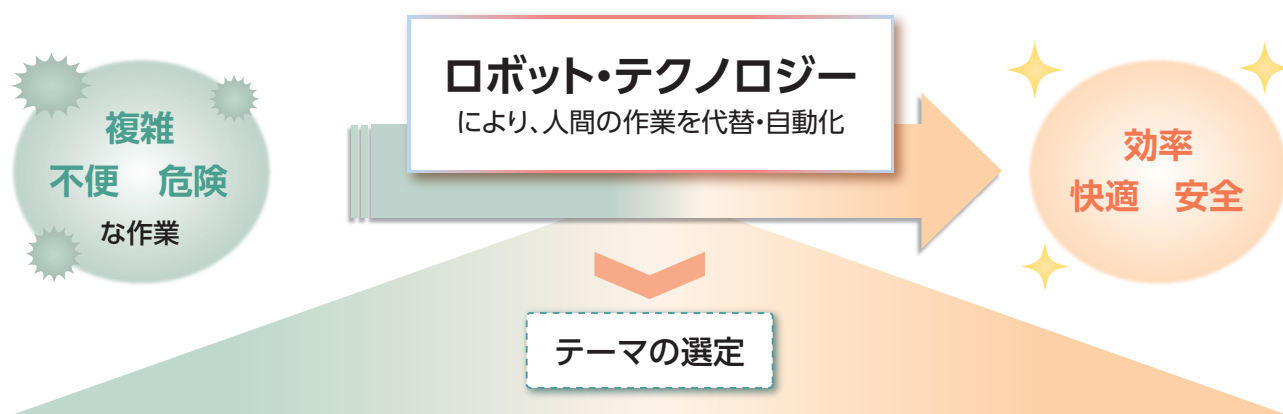 複雑
不便 危険
な作業
ロボット・テクノロジー
により、人間の作業を代替・自動化
効率
快適 安全
テーマの選定